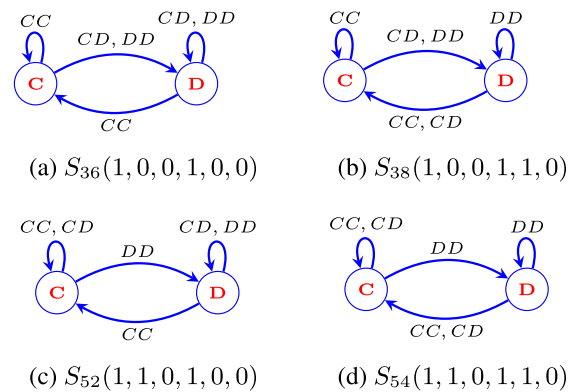 CC
CD, DD
CD, DD
C
D
CC
(a) S₃₆(1, 0, 0, 1, 0, 0)
CC
CD, DD
DD
C
D
CC, CD
(b) S₃₈(1, 0, 0, 1, 1, 0)
CC, CD
DD
CD, DD
C
D
CC
(c) S₅₂(1, 1, 0, 1, 0, 0)
CC, CD
DD
DD
C
D
CC, CD
(d) S₅₄(1, 1, 0, 1, 1, 0)